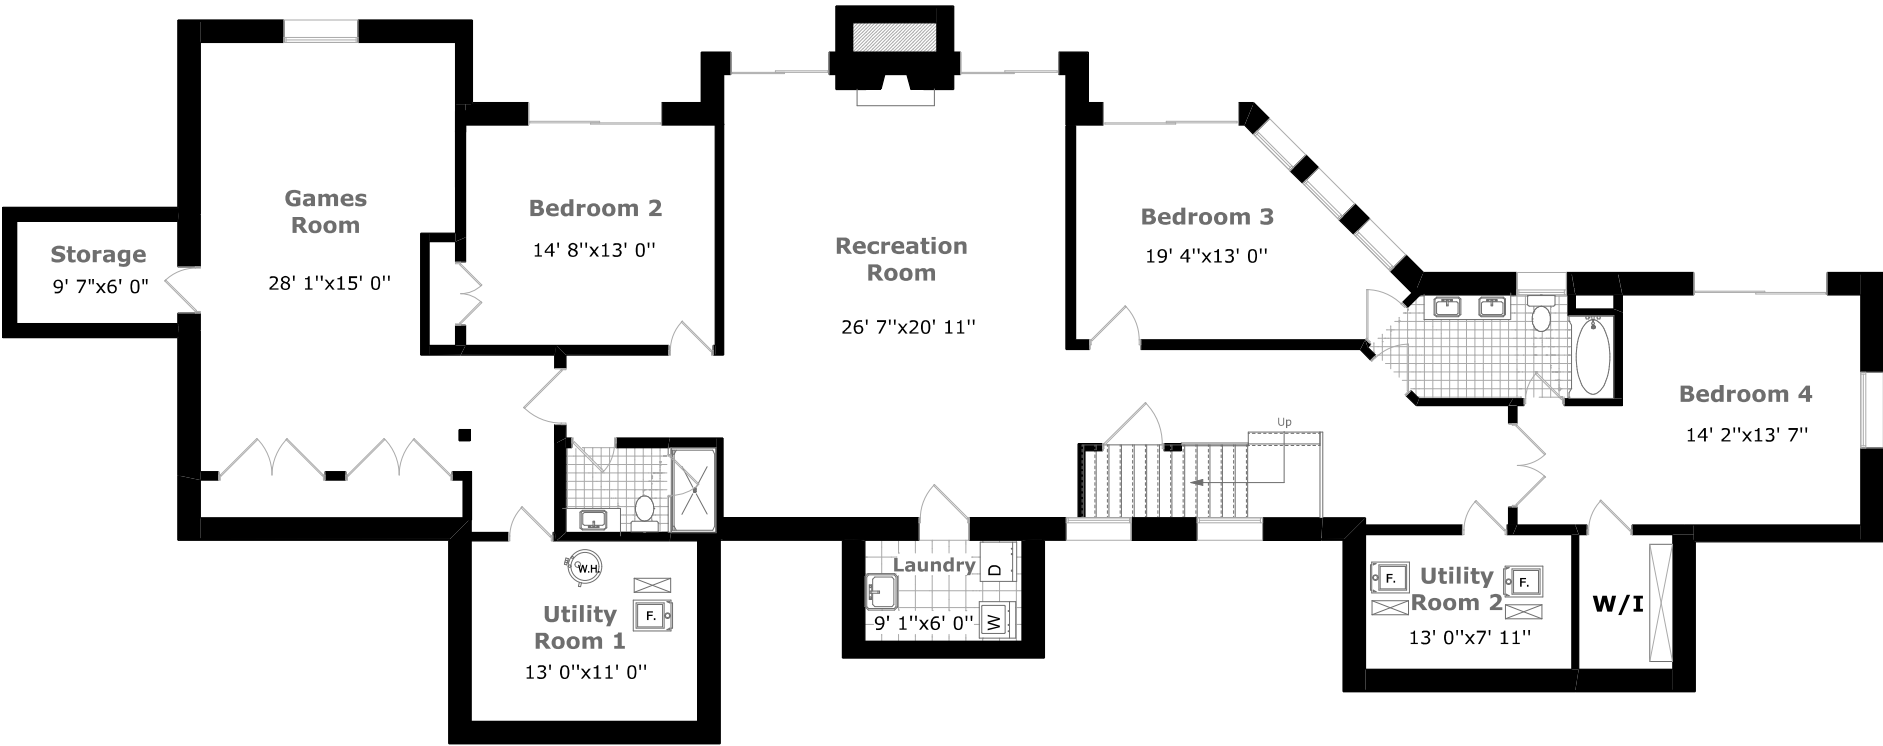 Storage
9' 7"x6' 0"
Games
Room
28' 1''x15' 0''
Bedroom 2
14' 8''x13' 0''
Recreation
Room
26' 7''x20' 11''
Bedroom 3
19' 4''x13' 0''
Bedroom 4
14' 2''x13' 7''
Up
W.H.
F.
Utility
Room 1
13' 0''x11' 0''
Laundry
D
W
9' 1''x6' 0''
F.
Utility
Room 2
F.
13' 0''x7' 11''
W/I